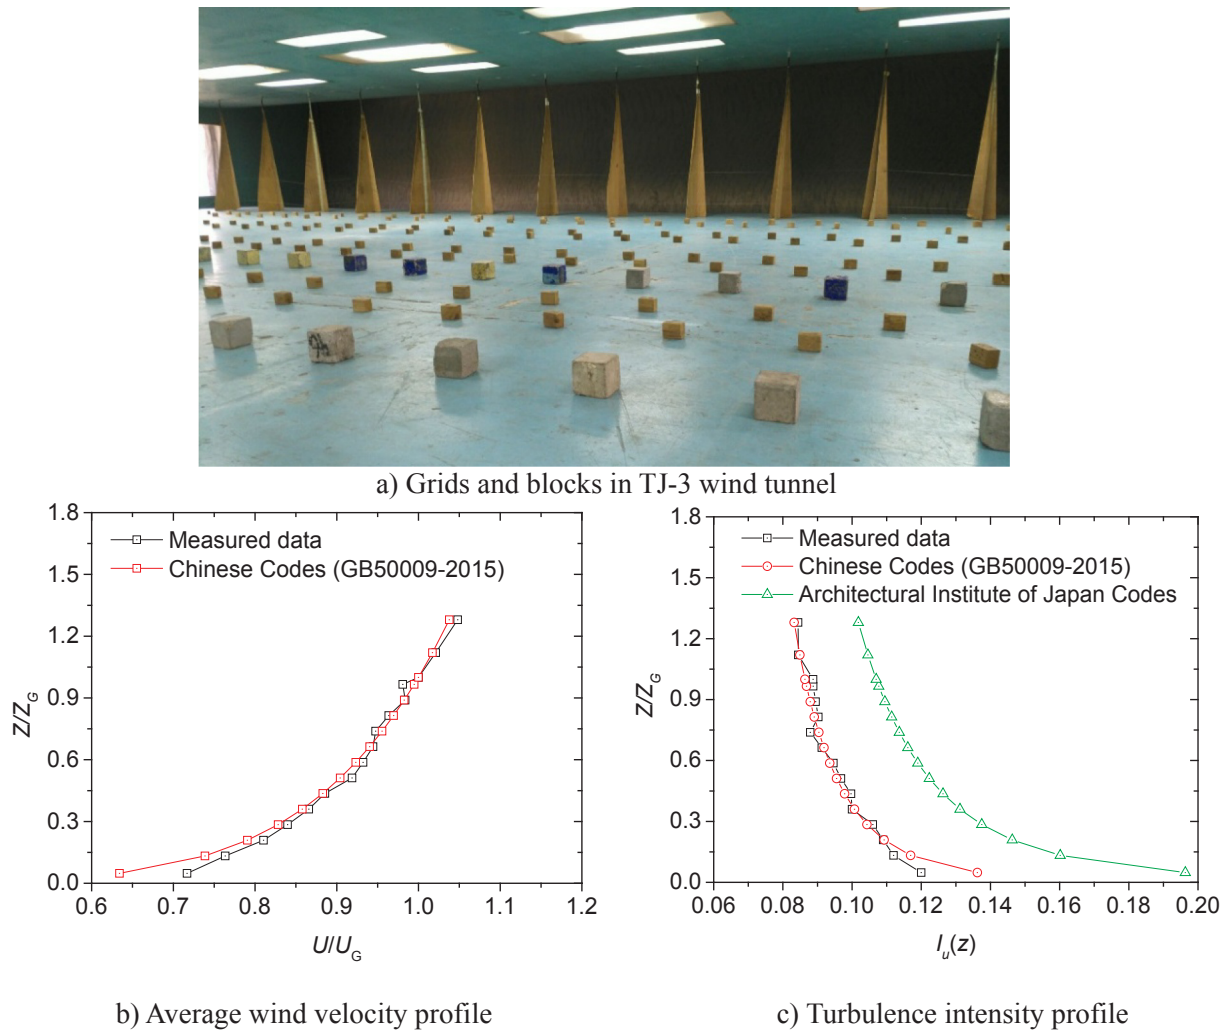 a) Grids and blocks in TJ-3 wind tunnel
1.8
1.5
1.2
0.9
0.6
0.3
0.0
Z/Z_G
Measured data
Chinese Codes (GB50009-2015)
0.6 0.7 0.8 0.9 1.0 1.1 1.2
U/U_G
1.8
1.5
1.2
0.9
0.6
0.3
0.0
Z/Z_G
Measured data
Chinese Codes (GB50009-2015)
Architectural Institute of Japan Codes
0.06 0.08 0.10 0.12 0.14 0.16 0.18 0.20
I_u(z)
b) Average wind velocity profile
c) Turbulence intensity profile